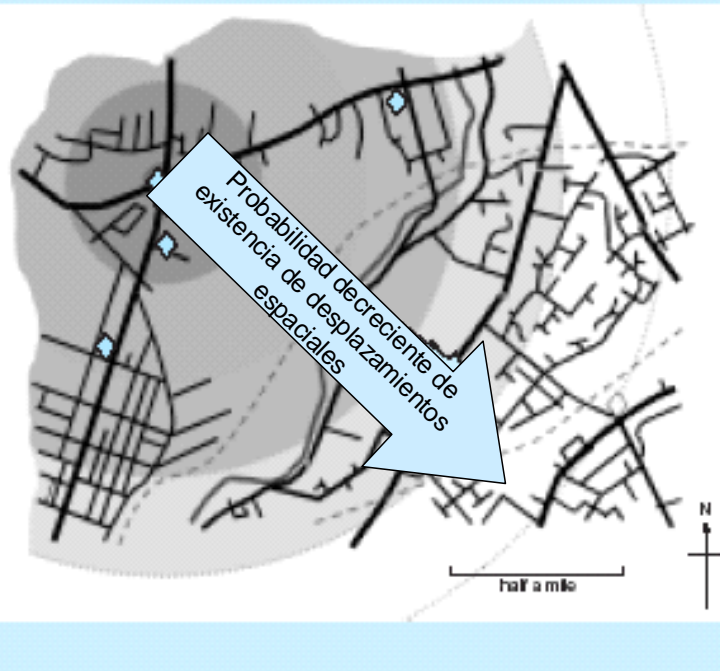 Probabilidad decreciente de
existencia de desplazamientos
espaciales
N
half a mile